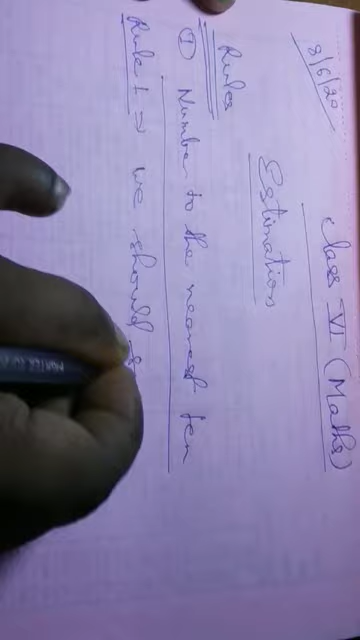 8/6/20
Class VI (Maths)
Estimation
Rules
① Number to the nearest ten
Rule 1 ⇒ we should